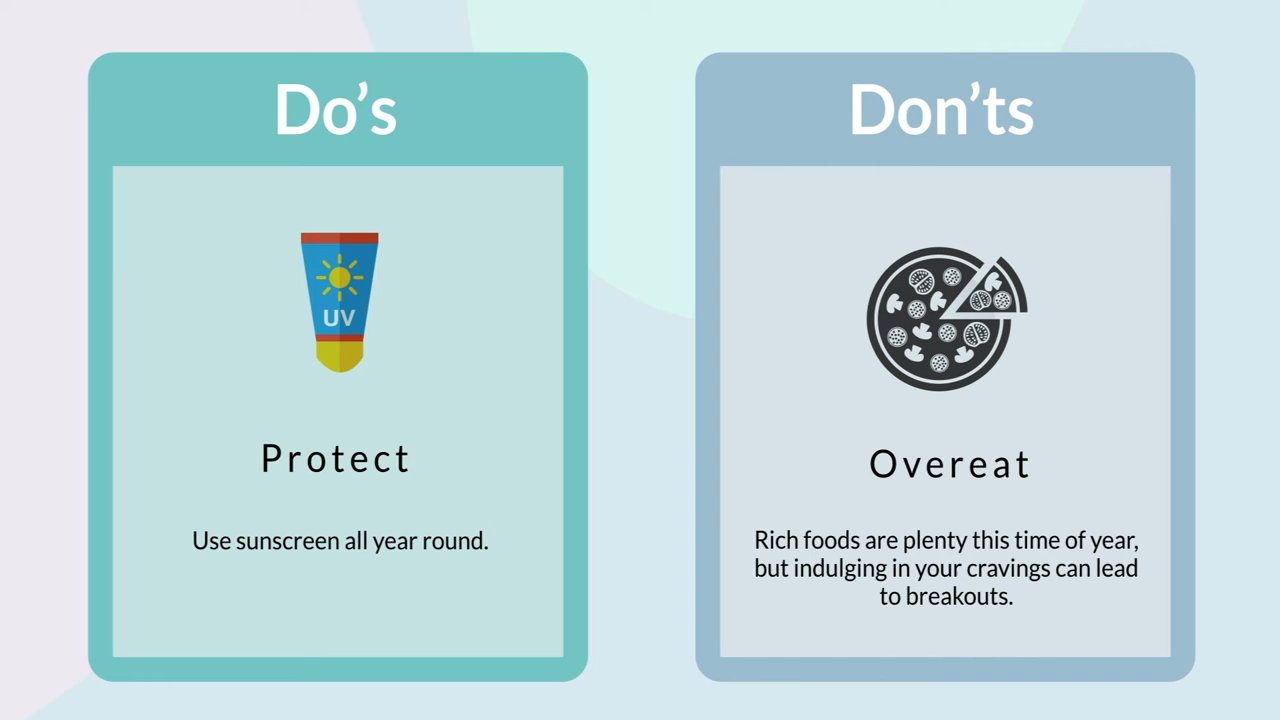 Do’s
UV
Protect
Use sunscreen all year round.
Don’ts
Overeat
Rich foods are plenty this time of year,
but indulging in your cravings can lead
to breakouts.